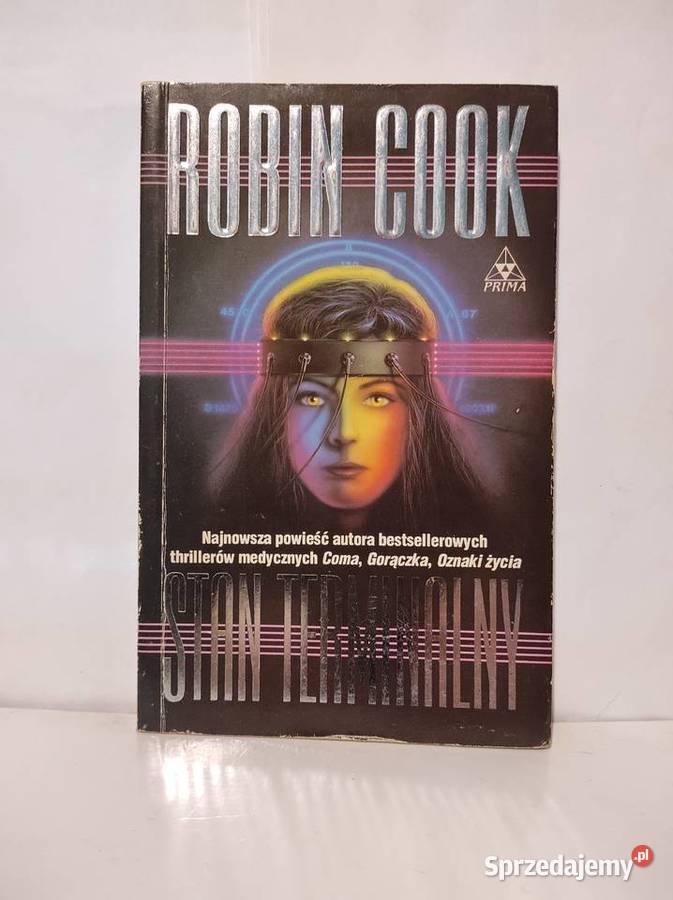 ROBIN COOK
PRIMA
Najnowsza powieść autora bestsellerowych
thrillerów medycznych Coma, Gorączka, Oznaki życia
STAN TERMINALNY
Sprzedajemy.pl